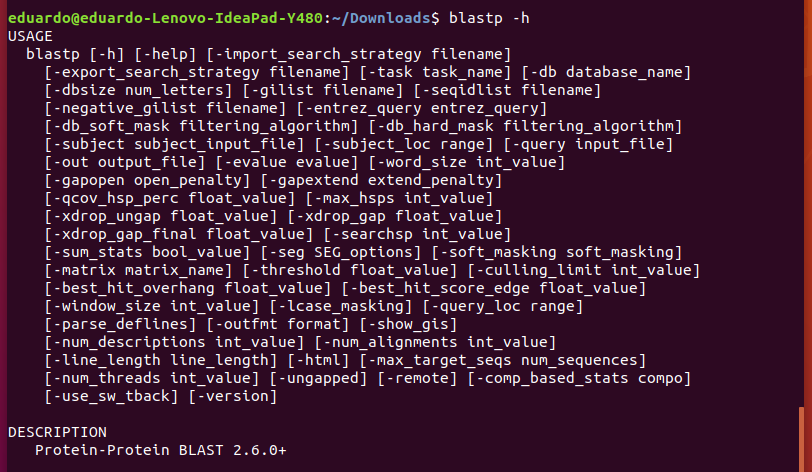 eduardo@eduardo-Lenovo-IdeaPad-Y480:~/Downloads$ blastp -h
USAGE
  blastp [-h] [-help] [-import_search_strategy filename]
    [-export_search_strategy filename] [-task task_name] [-db database_name]
    [-dbsize num_letters] [-gilist filename] [-seqidlist filename]
    [-negative_gilist filename] [-entrez_query entrez_query]
    [-db_soft_mask filtering_algorithm] [-db_hard_mask filtering_algorithm]
    [-subject subject_input_file] [-subject_loc range] [-query input_file]
    [-out output_file] [-evalue evalue] [-word_size int_value]
    [-gapopen open_penalty] [-gapextend extend_penalty]
    [-qcov_hsp_perc float_value] [-max_hsps int_value]
    [-xdrop_ungap float_value] [-xdrop_gap float_value]
    [-xdrop_gap_final float_value] [-searchsp int_value]
    [-sum_stats bool_value] [-seg SEG_options] [-soft_masking soft_masking]
    [-matrix matrix_name] [-threshold float_value] [-culling_limit int_value]
    [-best_hit_overhang float_value] [-best_hit_score_edge float_value]
    [-window_size int_value] [-lcase_masking] [-query_loc range]
    [-parse_deflines] [-outfmt format] [-show_gis]
    [-num_descriptions int_value] [-num_alignments int_value]
    [-line_length line_length] [-html] [-max_target_seqs num_sequences]
    [-num_threads int_value] [-ungapped] [-remote] [-comp_based_stats compo]
    [-use_sw_tback] [-version]

DESCRIPTION
   Protein-Protein BLAST 2.6.0+